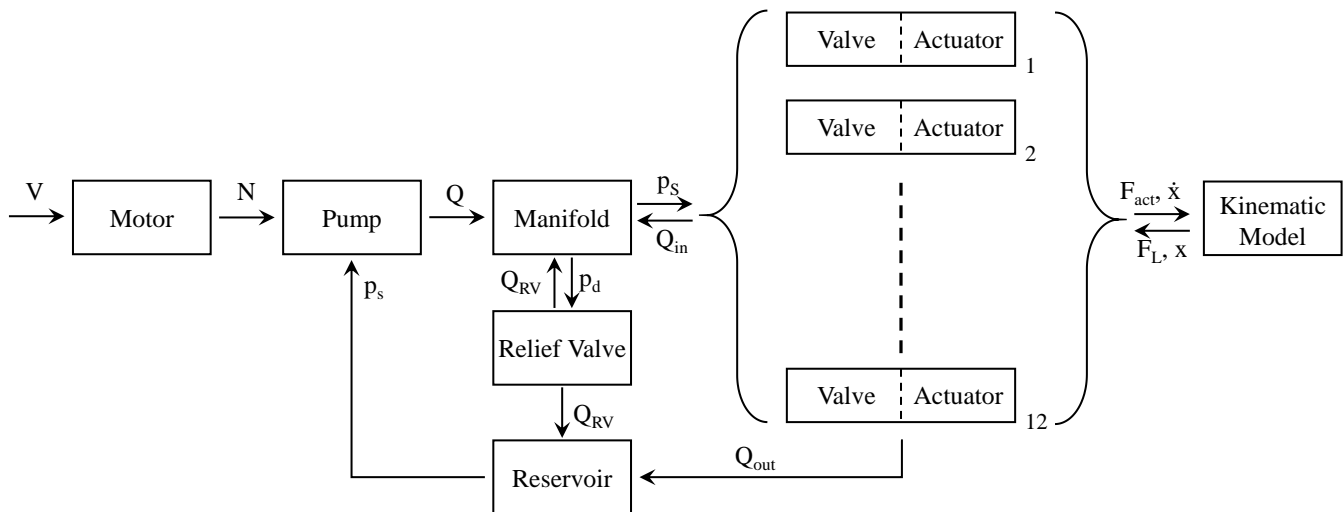 Valve Actuator 1
Valve Actuator 2
V
Motor
N
Pump
Q
Manifold
p_S
Q_in
F_act, ẋ
F_L, x
Kinematic
Model
p_s
Q_RV
p_d
Relief Valve
Valve Actuator 12
Q_RV
Q_out
Reservoir